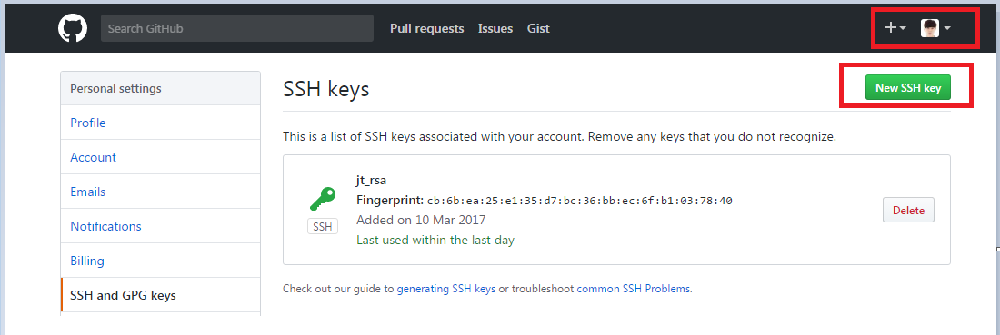 Search GitHub
Pull requests Issues Gist
Personal settings
Profile
Account
Emails
Notifications
Billing
SSH and GPG keys
SSH keys
New SSH key
This is a list of SSH keys associated with your account. Remove any keys that you do not recognize.
jt_rsa
Fingerprint: cb:6b:ea:25:e1:35:d7:bc:36:bb:ec:6f:b1:03:78:40
Added on 10 Mar 2017
Last used within the last day
SSH
Delete
Check out our guide to generating SSH keys or troubleshoot common SSH Problems.